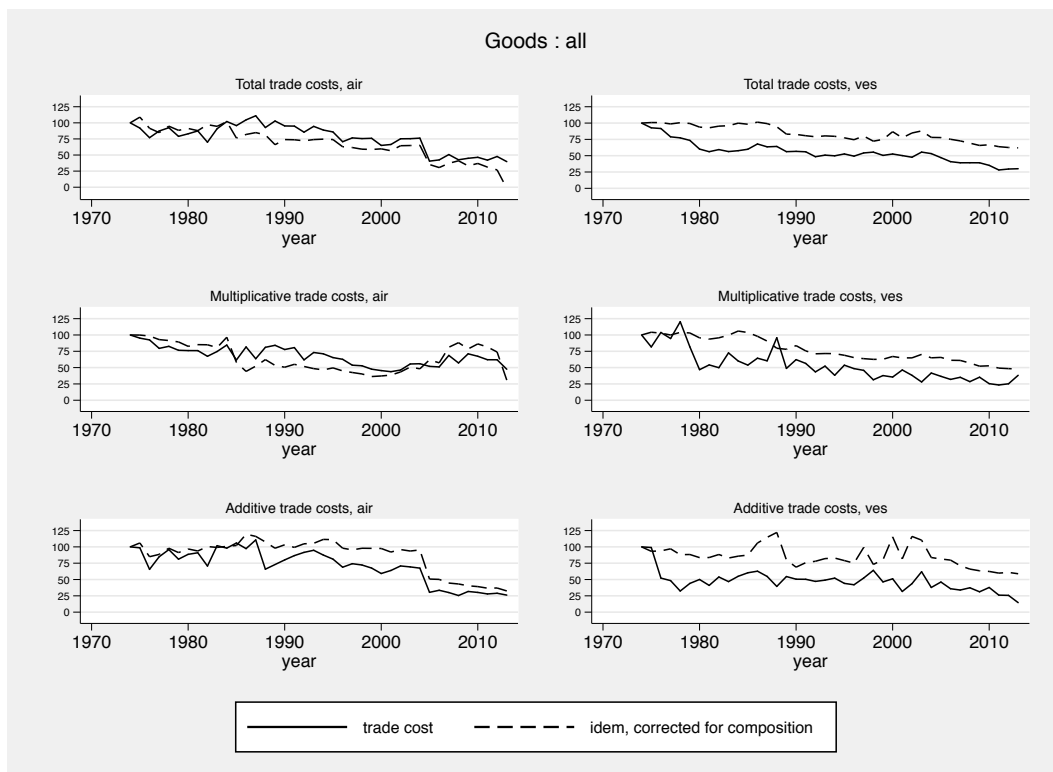 Goods : all
Total trade costs, air
125
100
75
50
25
0
1970 1980 1990 2000 2010
year
Total trade costs, ves
125
100
75
50
25
0
1970 1980 1990 2000 2010
year
Multiplicative trade costs, air
125
100
75
50
25
0
1970 1980 1990 2000 2010
year
Multiplicative trade costs, ves
125
100
75
50
25
0
1970 1980 1990 2000 2010
year
Additive trade costs, air
125
100
75
50
25
0
1970 1980 1990 2000 2010
year
Additive trade costs, ves
125
100
75
50
25
0
1970 1980 1990 2000 2010
year
trade cost idem, corrected for composition